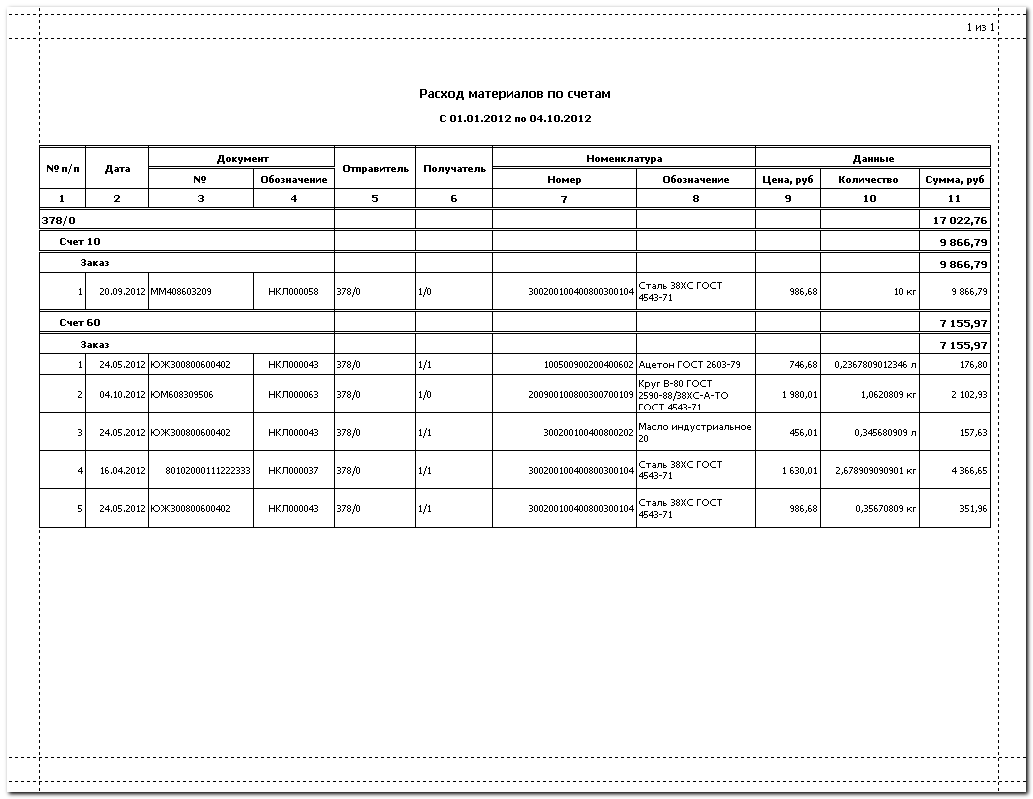 1 из 1
Расход материалов по счетам
С 01.01.2012 по 04.10.2012
№ п/п Дата Документ Отправитель Получатель Номенклатура Данные
№ Обозначение Номер Обозначение Цена, руб Количество Сумма, руб
1 2 3 4 5 6 7 8 9 10 11
378/0 17 022,76
Счет 10 9 866,79
Заказ 9 866,79
1 20.09.2012 ММ408603209 НКЛ000058 378/0 1/0 300200100400800300104 Сталь 38ХС ГОСТ 986,68 10 кг 9 866,79
4543-71
Счет 60 7 155,97
Заказ 7 155,97
1 24.05.2012 ЮЖ300800600402 НКЛ000043 378/0 1/1 100500900200400602 Ацетон ГОСТ 2603-79 746,68 0,2367809012346 л 176,80
2 04.10.2012 ЮМ608309506 НКЛ000063 378/0 1/0 200900100800300700109 Круг В-80 ГОСТ 1 980,01 1,0620809 кг 2 102,93
2590-88/38ХС-А-ТО
ГОСТ 4543-71
3 24.05.2012 ЮЖ300800600402 НКЛ000043 378/0 1/1 300200100400800202 Масло индустриальное 456,01 0,345680909 л 157,63
20
4 16.04.2012 80102000111222333 НКЛ000037 378/0 1/1 300200100400800300104 Сталь 38ХС ГОСТ 1 630,01 2,678909090901 кг 4 366,65
4543-71
5 24.05.2012 ЮЖ300800600402 НКЛ000043 378/0 1/1 300200100400800300104 Сталь 38ХС ГОСТ 986,68 0,35670809 кг 351,96
4543-71